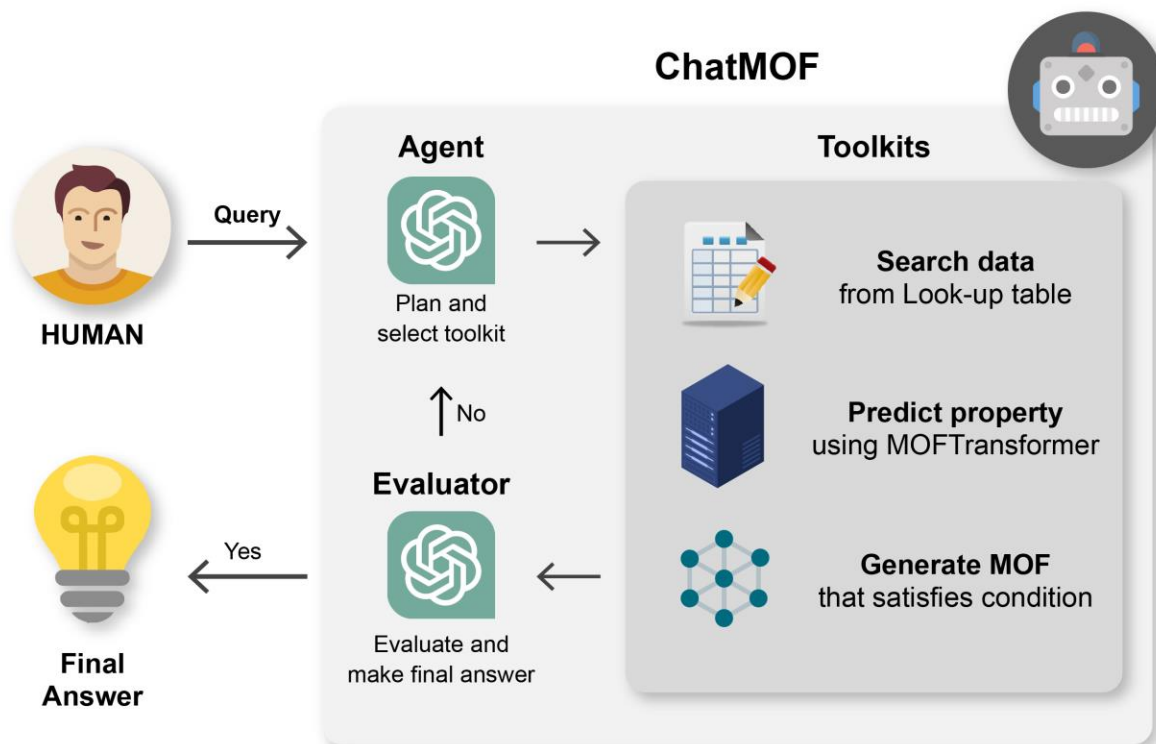 ChatMOF
Agent
Toolkits
Query
HUMAN
Plan and
select toolkit
Search data
from Look-up table
No
Predict property
using MOFTransformer
Evaluator
Yes
Generate MOF
that satisfies condition
Evaluate and
make final answer
Final
Answer